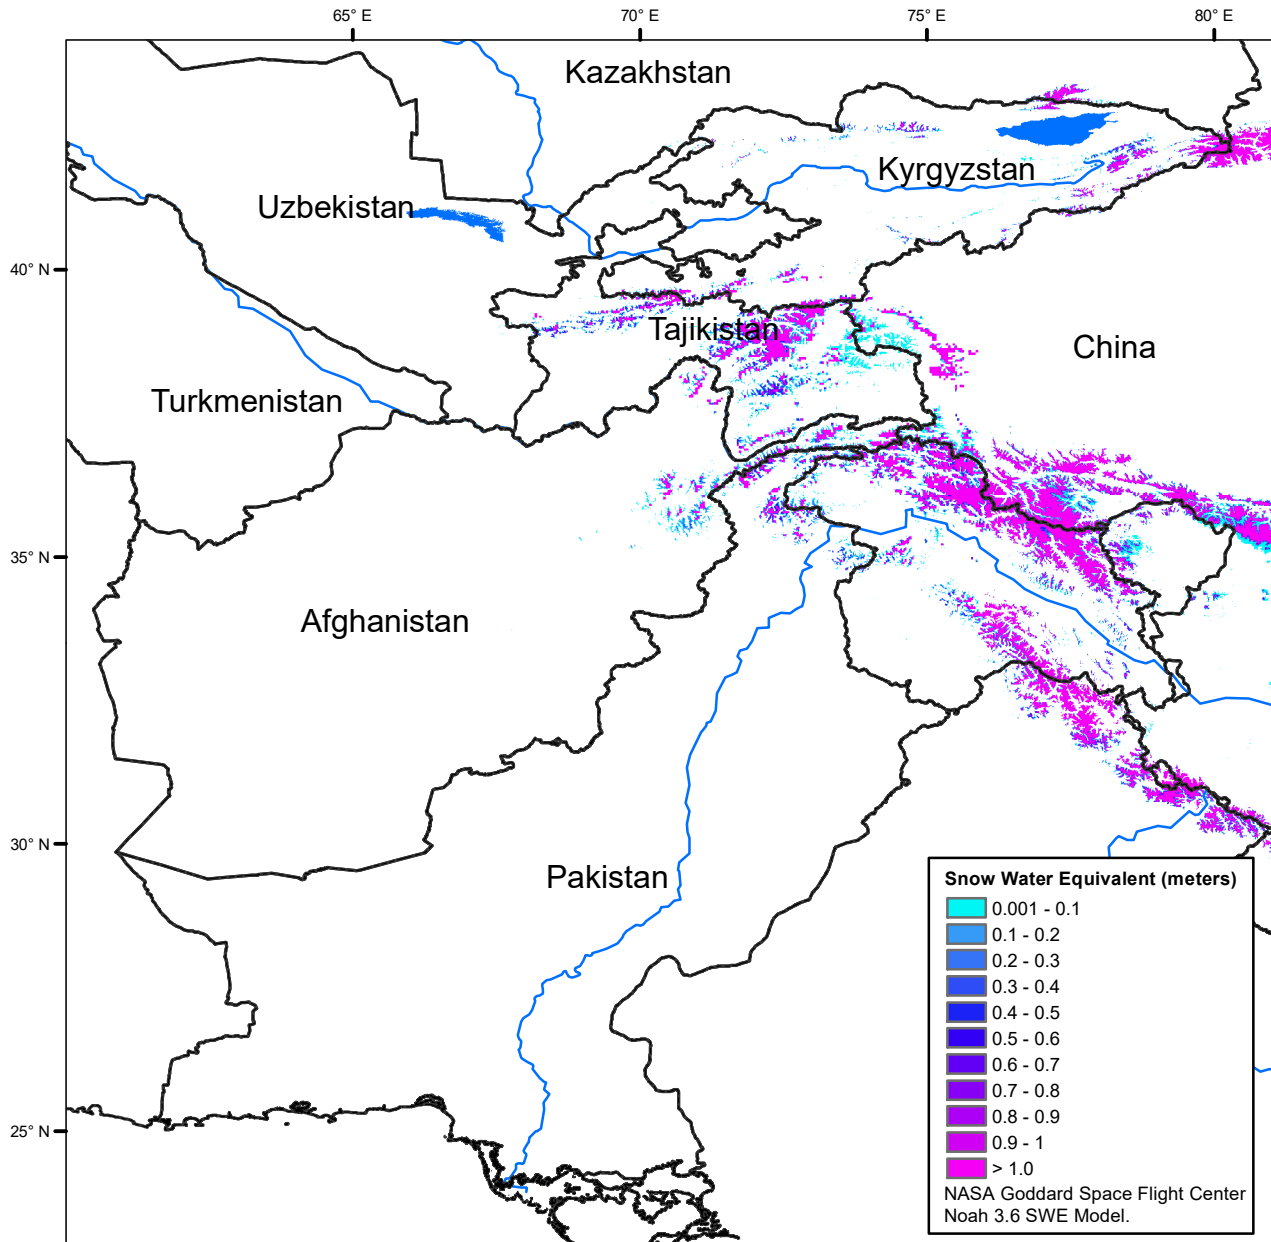 65° E
70° E
75° E
80° E
Kazakhstan
Kyrgyzstan
Uzbekistan
40° N
Tajikistan
China
Turkmenistan
35° N
Afghanistan
30° N
Pakistan
25° N
Snow Water Equivalent (meters)
0.001 - 0.1
0.1 - 0.2
0.2 - 0.3
0.3 - 0.4
0.4 - 0.5
0.5 - 0.6
0.6 - 0.7
0.7 - 0.8
0.8 - 0.9
0.9 - 1
> 1.0
NASA Goddard Space Flight Center
Noah 3.6 SWE Model.